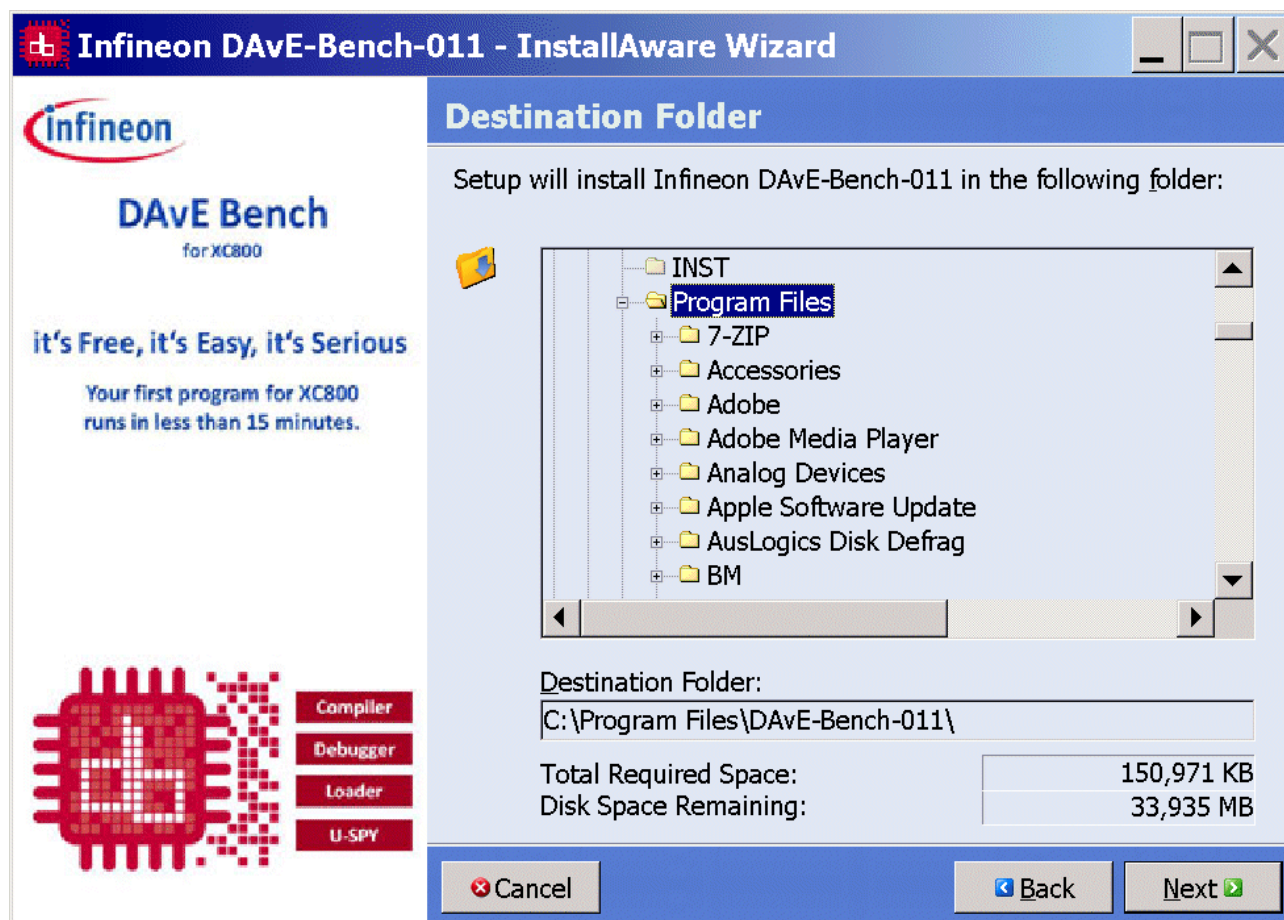 Infineon DAvE-Bench-011 - InstallAware Wizard
infineon
DAvE Bench
for XC800
it's Free, it's Easy, it's Serious
Your first program for XC800
runs in less than 15 minutes.
Compiler
Debugger
Loader
U-SPY
Destination Folder
Setup will install Infineon DAvE-Bench-011 in the following folder:
INST
Program Files
7-ZIP
Accessories
Adobe
Adobe Media Player
Analog Devices
Apple Software Update
AusLogics Disk Defrag
BM
Destination Folder:
C:\Program Files\DAvE-Bench-011\
Total Required Space: 150,971 KB
Disk Space Remaining: 33,935 MB
Cancel Back Next